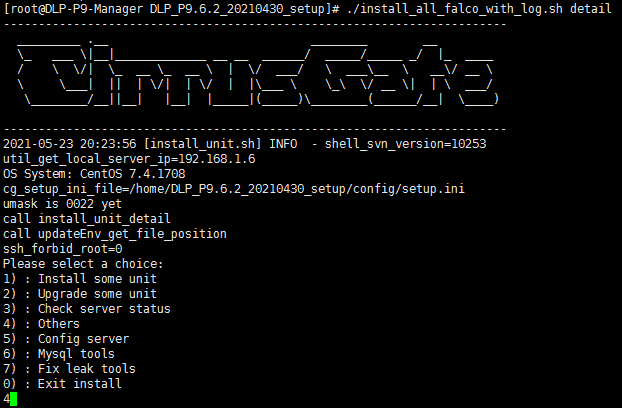 [root@DLP-P9-Manager DLP_P9.6.2_20210430_setup]# ./install_all_falco_with_log.sh detail
CirrusGate
2021-05-23 20:23:56 [install_unit.sh] INFO  - shell_svn_version=10253
util_get_local_server_ip=192.168.1.6
OS System: CentOS 7.4.1708
cg_setup_ini_file=/home/DLP_P9.6.2_20210430_setup/config/setup.ini
umask is 0022 yet
call install_unit_detail
call updateEnv_get_file_position
ssh_forbid_root=0
Please select a choice:
1) : Install some unit
2) : Upgrade some unit
3) : Check server status
4) : Others
5) : Config server
6) : Mysql tools
7) : Fix leak tools
0) : Exit install
4